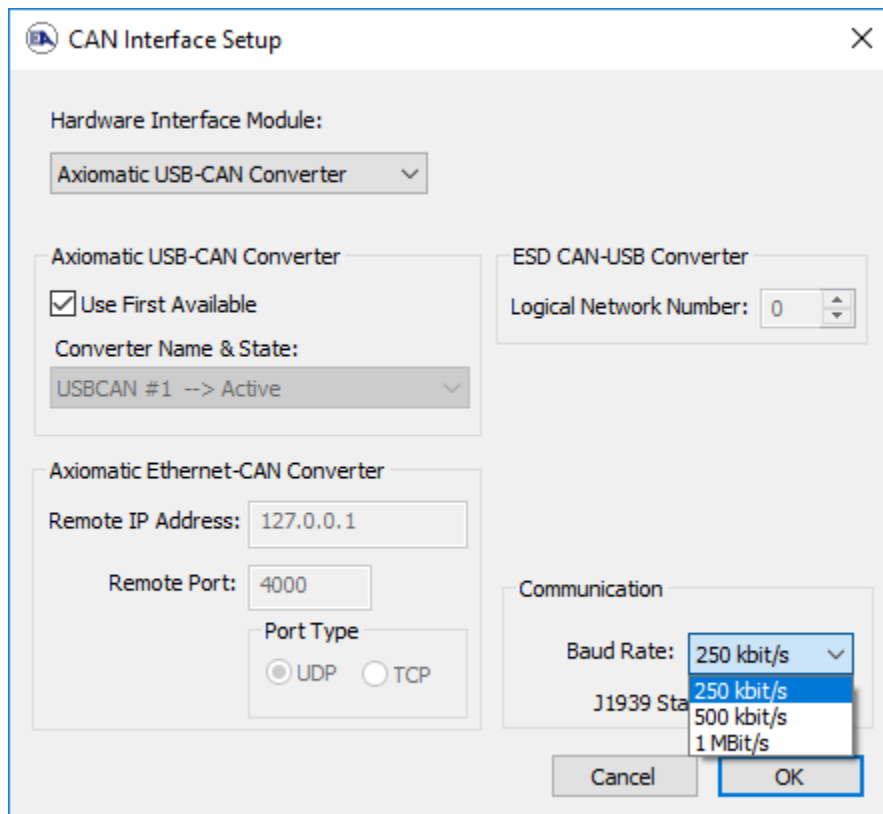 CAN Interface Setup
Hardware Interface Module:
Axiomatic USB-CAN Converter
Axiomatic USB-CAN Converter
Use First Available
Converter Name & State:
USBCAN #1 --> Active
ESD CAN-USB Converter
Logical Network Number: 0
Axiomatic Ethernet-CAN Converter
Remote IP Address: 127.0.0.1
Remote Port: 4000
Port Type
UDP TCP
Communication
Baud Rate: 250 kbit/s
250 kbit/s
500 kbit/s
1 MBit/s
J1939 Sta
Cancel OK